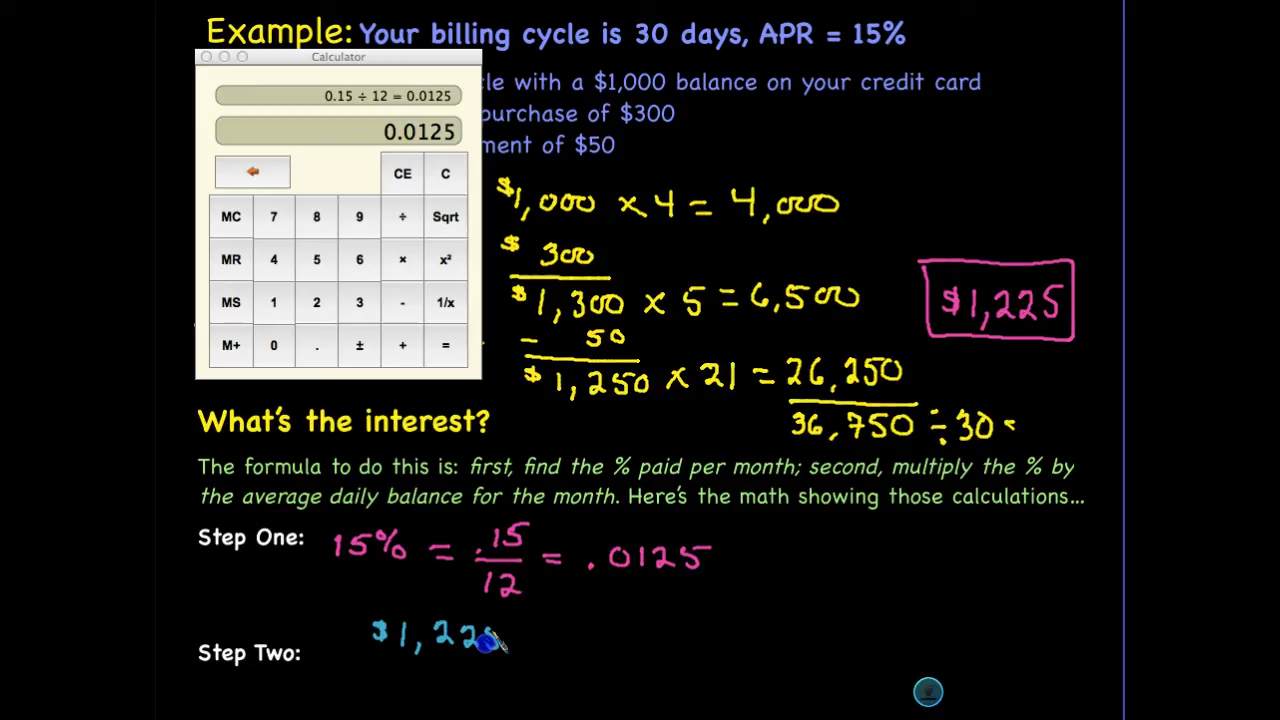 Example: Your billing cycle is 30 days, APR = 15%
Calculator
cle with a $1,000 balance on your credit card
0.15 ÷ 12 = 0.0125
purchase of $300
0.0125
ment of $50
CE C
MC 7 8 9 ÷ Sqrt
MR 4 5 6 × x²
MS 1 2 3 - 1/x
M+ 0 . ± + =
$1,000 × 4 = 4,000
$ 300
$1,300 × 5 = 6,500
- 50
$1,250 × 21 = 26,250
36,750 ÷ 30 =
$1,225
What's the interest?
The formula to do this is: first, find the % paid per month; second, multiply the % by
the average daily balance for the month. Here's the math showing those calculations...
Step One: 15% = .15/12 = .0125
$1,225
Step Two: